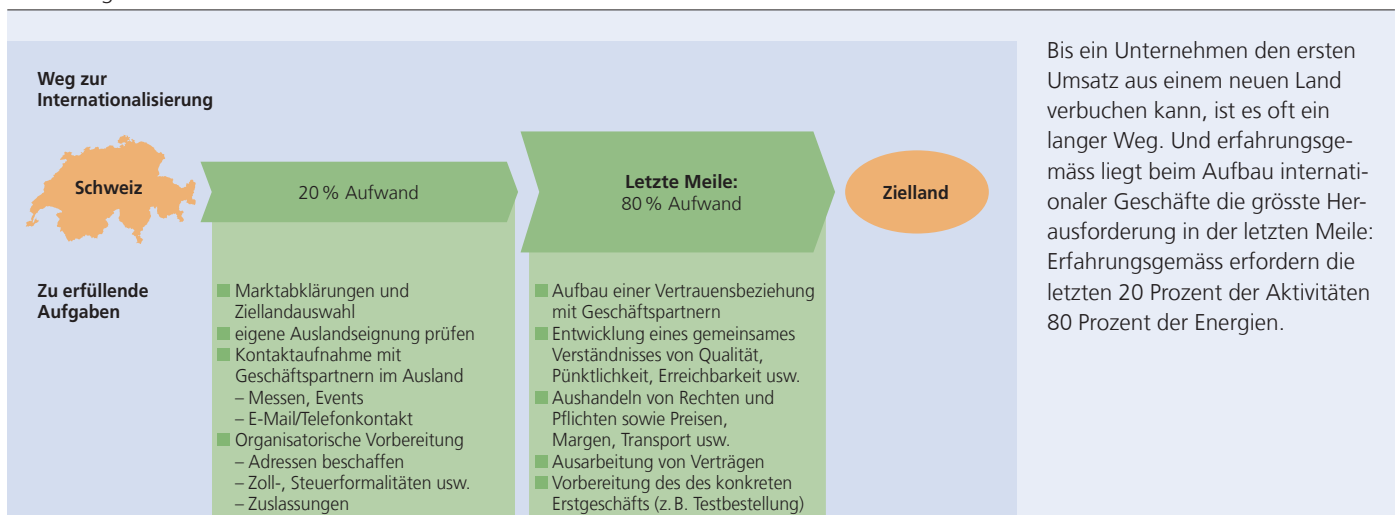 Weg zur
Internationalisierung
Schweiz
20 % Aufwand
Letzte Meile:
80 % Aufwand
Zielland
Zu erfüllende
Aufgaben
Marktabklärungen und
Ziellandauswahl
eigene Auslandseignung prüfen
Kontaktaufnahme mit
Geschäftspartnern im Ausland
– Messen, Events
– E-Mail/Telefonkontakt
Organisatorische Vorbereitung
– Adressen beschaffen
– Zoll-, Steuerformalitäten usw.
– Zuslassungen
Aufbau einer Vertrauensbeziehung
mit Geschäftspartnern
Entwicklung eines gemeinsames
Verständnisses von Qualität,
Pünktlichkeit, Erreichbarkeit usw.
Aushandeln von Rechten und
Pflichten sowie Preisen,
Margen, Transport usw.
Ausarbeitung von Verträgen
Vorbereitung des des konkreten
Erstgeschäfts (z. B. Testbestellung)
Bis ein Unternehmen den ersten
Umsatz aus einem neuen Land
verbuchen kann, ist es oft ein
langer Weg. Und erfahrungsge-
mäss liegt beim Aufbau internati-
onaler Geschäfte die grösste Her-
ausforderung in der letzten Meile:
Erfahrungsgemäss erfordern die
letzten 20 Prozent der Aktivitäten
80 Prozent der Energien.